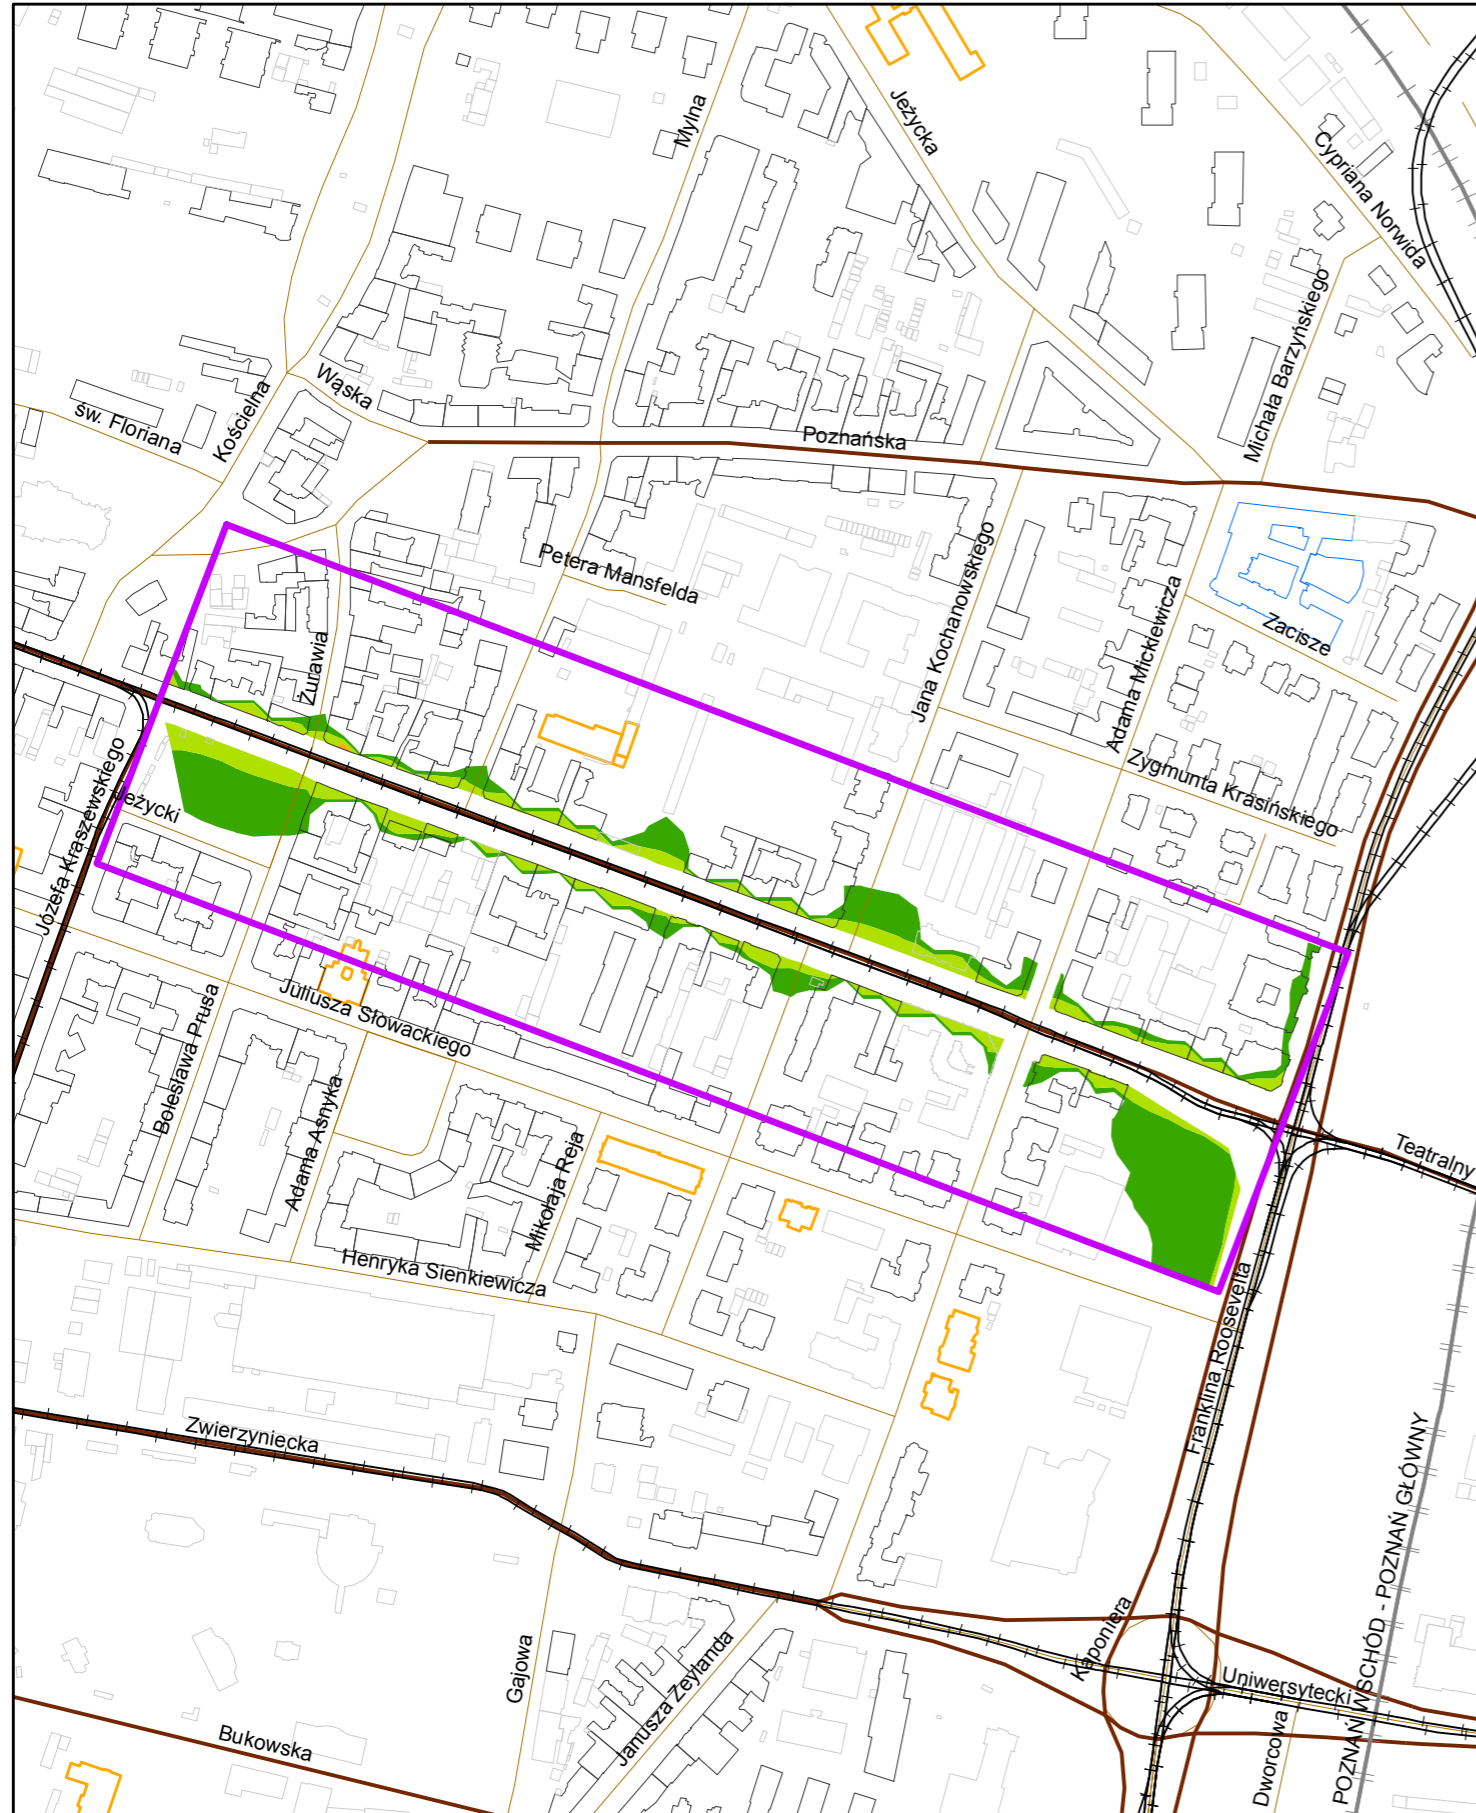 Mylna
Jeżycka
Cypriana Norwida
Michała Barzyńskiego
Wąska
św. Floriana
Kościelna
Poznańska
Petera Mansfelda
Jana Kochanowskiego
Adama Mickiewicza
Zacisze
Żurawia
Zygmunta Krasińskiego
Józefa Kraszewskiego
Jeżycki
Juliusza Słowackiego
Bolesława Prusa
Adama Asnyka
Mikołaja Reja
Henryka Sienkiewicza
Teatralny
Franklina Roosevelta
Zwierzyniecka
Gajowa
Janusza Zeylanda
Kaponiera
Uniwersytecki
Dworcowa
POZNAŃ WSCHÓD - POZNAŃ GŁÓWNY
Bukowska